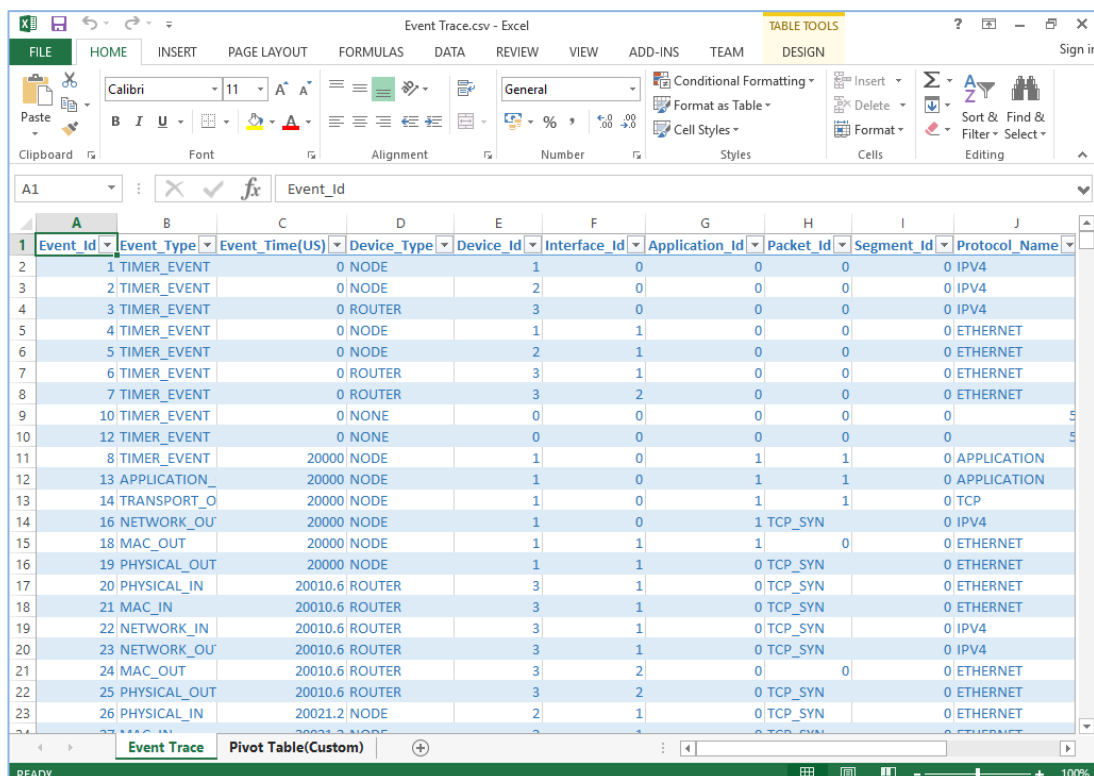 Event Trace.csv - Excel
TABLE TOOLS
FILE HOME INSERT PAGE LAYOUT FORMULAS DATA REVIEW VIEW ADD-INS TEAM DESIGN Sign in
Paste
Calibri 11
General
Conditional Formatting
Format as Table
Cell Styles
Insert
Delete
Format
Sort & Filter
Find & Select
Clipboard Font Alignment Number Styles Cells Editing
A1 fx Event_Id
A B C D E F G H I J
1 Event_Id Event_Type Event_Time(US) Device_Type Device_Id Interface_Id Application_Id Packet_Id Segment_Id Protocol_Name
2 1 TIMER_EVENT 0 NODE 1 0 0 0 0 IPV4
3 2 TIMER_EVENT 0 NODE 2 0 0 0 0 IPV4
4 3 TIMER_EVENT 0 ROUTER 3 0 0 0 0 IPV4
5 4 TIMER_EVENT 0 NODE 1 1 0 0 0 ETHERNET
6 5 TIMER_EVENT 0 NODE 2 1 0 0 0 ETHERNET
7 6 TIMER_EVENT 0 ROUTER 3 1 0 0 0 ETHERNET
8 7 TIMER_EVENT 0 ROUTER 3 2 0 0 0 ETHERNET
9 10 TIMER_EVENT 0 NONE 0 0 0 0 0 5
10 12 TIMER_EVENT 0 NONE 0 0 0 0 0 5
11 8 TIMER_EVENT 20000 NODE 1 0 1 1 0 APPLICATION
12 13 APPLICATION_ 20000 NODE 1 0 1 1 0 APPLICATION
13 14 TRANSPORT_O 20000 NODE 1 0 1 1 0 TCP
14 16 NETWORK_OU 20000 NODE 1 0 1 TCP_SYN 0 IPV4
15 18 MAC_OUT 20000 NODE 1 1 1 0 0 ETHERNET
16 19 PHYSICAL_OUT 20000 NODE 1 1 0 TCP_SYN 0 ETHERNET
17 20 PHYSICAL_IN 20010.6 ROUTER 3 1 0 TCP_SYN 0 ETHERNET
18 21 MAC_IN 20010.6 ROUTER 3 1 0 TCP_SYN 0 ETHERNET
19 22 NETWORK_IN 20010.6 ROUTER 3 1 0 TCP_SYN 0 IPV4
20 23 NETWORK_OU 20010.6 ROUTER 3 1 0 TCP_SYN 0 IPV4
21 24 MAC_OUT 20010.6 ROUTER 3 2 0 0 0 ETHERNET
22 25 PHYSICAL_OUT 20010.6 ROUTER 3 2 0 TCP_SYN 0 ETHERNET
23 26 PHYSICAL_IN 20021.2 NODE 2 1 0 TCP_SYN 0 ETHERNET
Event Trace Pivot Table(Custom)
READY 100%